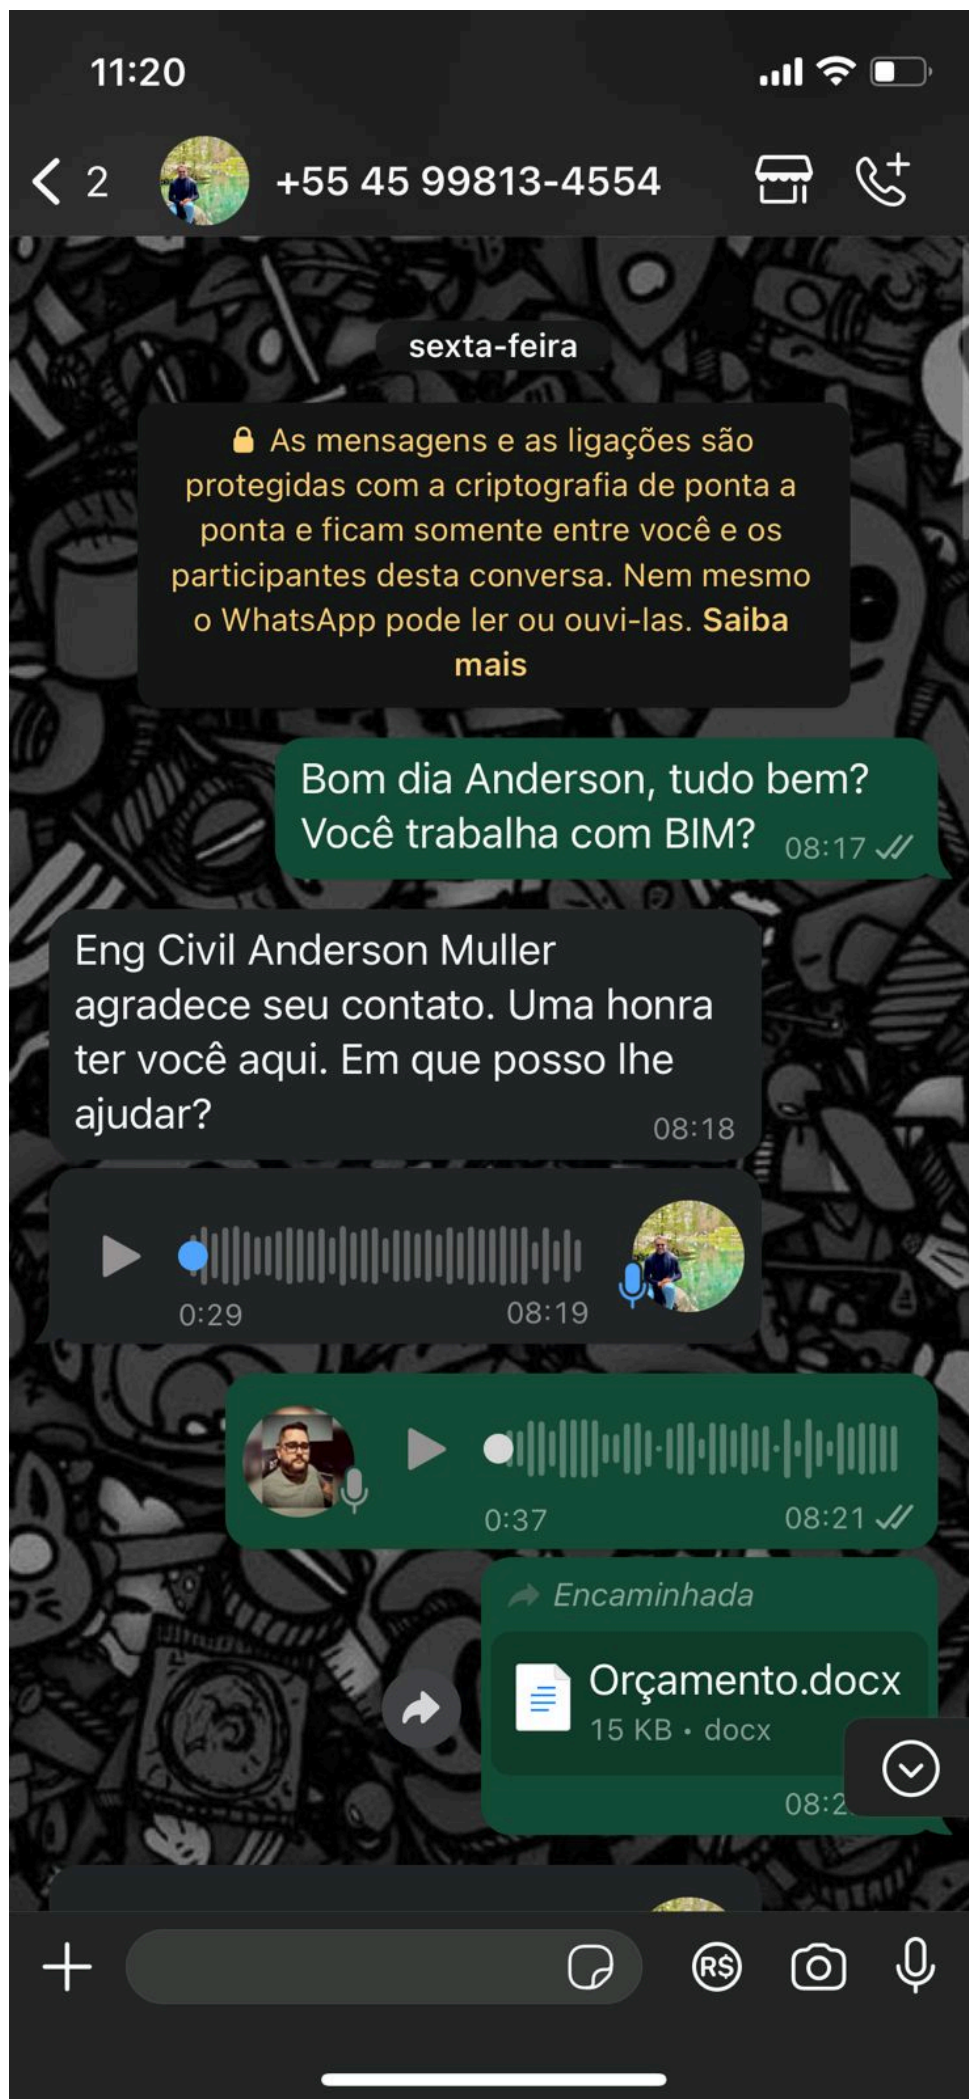 11:20
2
+55 45 99813-4554
sexta-feira
As mensagens e as ligações são
protegidas com a criptografia de ponta a
ponta e ficam somente entre você e os
participantes desta conversa. Nem mesmo
o WhatsApp pode ler ou ouvi-las. Saiba
mais
Bom dia Anderson, tudo bem?
Você trabalha com BIM? 08:17
Eng Civil Anderson Muller
agradece seu contato. Uma honra
ter você aqui. Em que posso lhe
ajudar? 08:18
0:29 08:19
0:37 08:21
Encaminhada
Orçamento.docx
15 KB • docx
08:2
R$